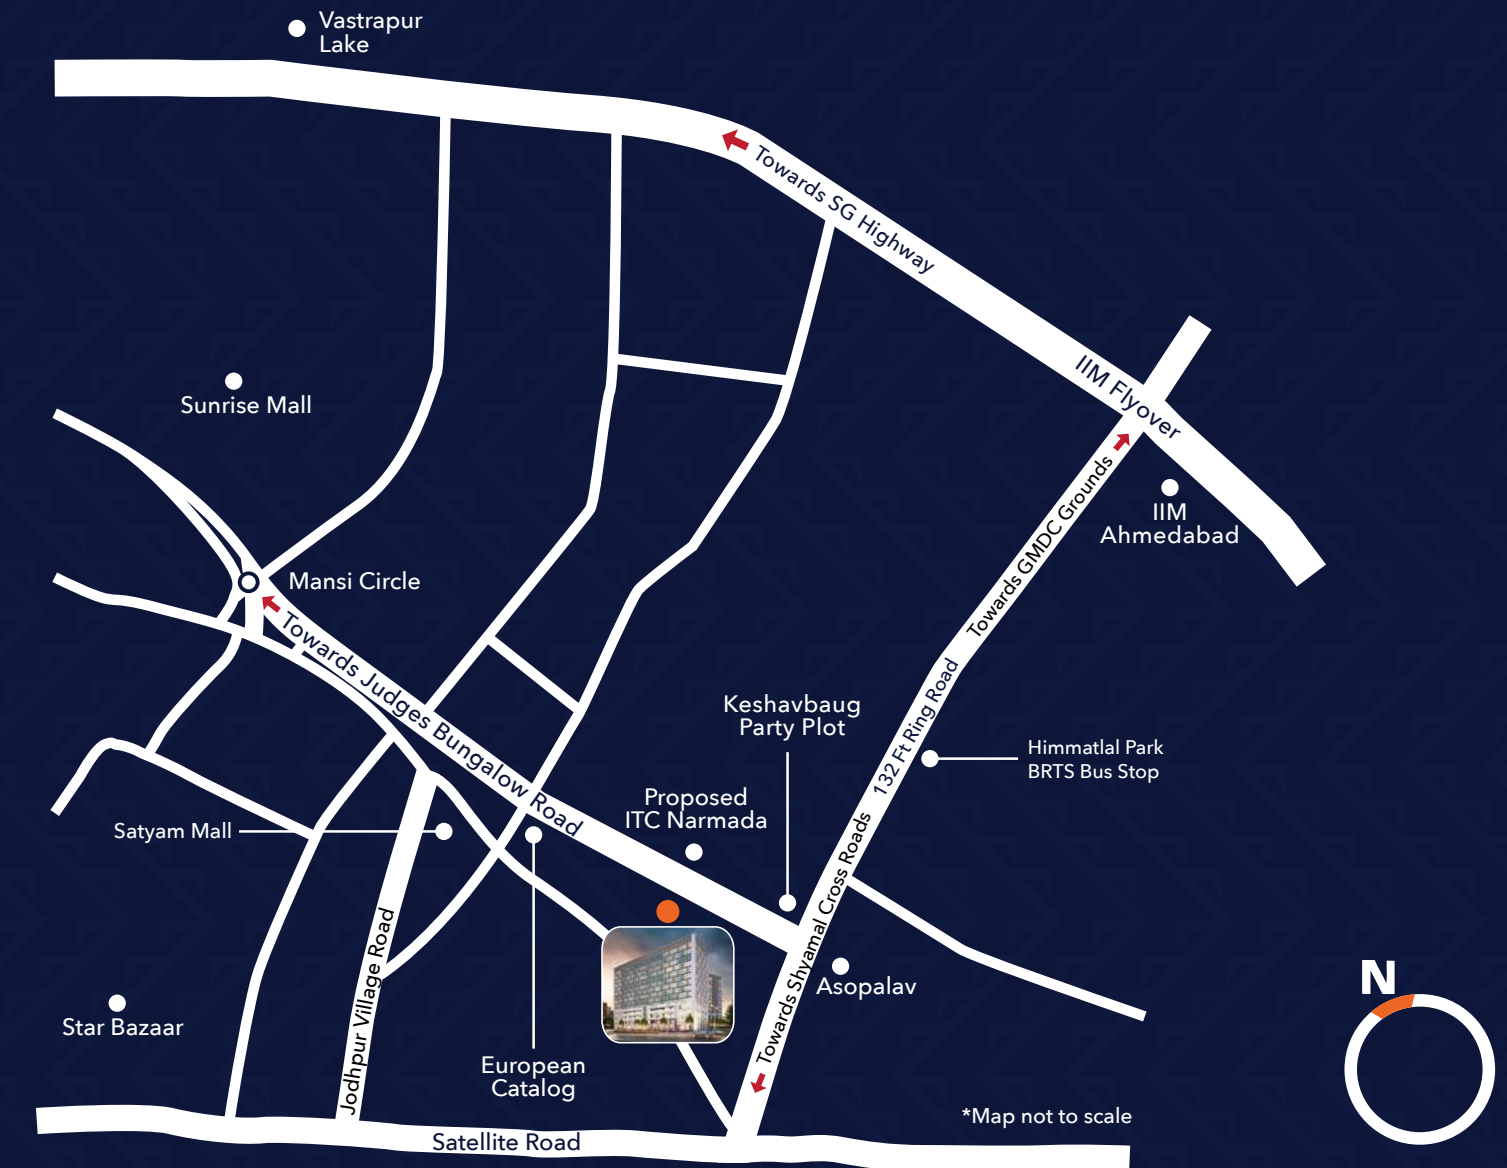 Vastrapur
Lake
Towards SG Highway
IIM Flyover
Sunrise Mall
IIM
Ahmedabad
Towards GMDC Grounds
Mansi Circle
Towards Judges Bungalow Road
132 Ft Ring Road
Keshavbaug
Party Plot
Himmatlal Park
BRTS Bus Stop
Proposed
ITC Narmada
Satyam Mall
Towards Shyamal Cross Roads
Jodhpur Village Road
Asopalav
N
Star Bazaar
European
Catalog
*Map not to scale
Satellite Road